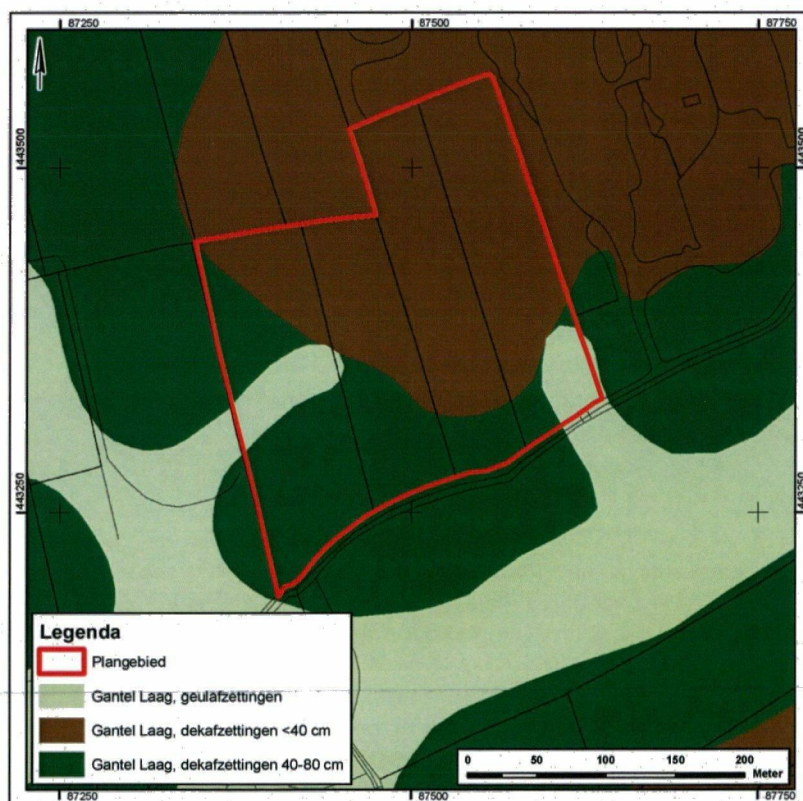 87250 87500 87750
443500 443500
443250 443250
Legenda
Plangebied
Gantel Laag, geulafzettingen
Gantel Laag, dekafzettingen <40 cm
Gantel Laag, dekafzettingen 40-80 cm
0 50 100 150 200
Meter
87250 87500 87750